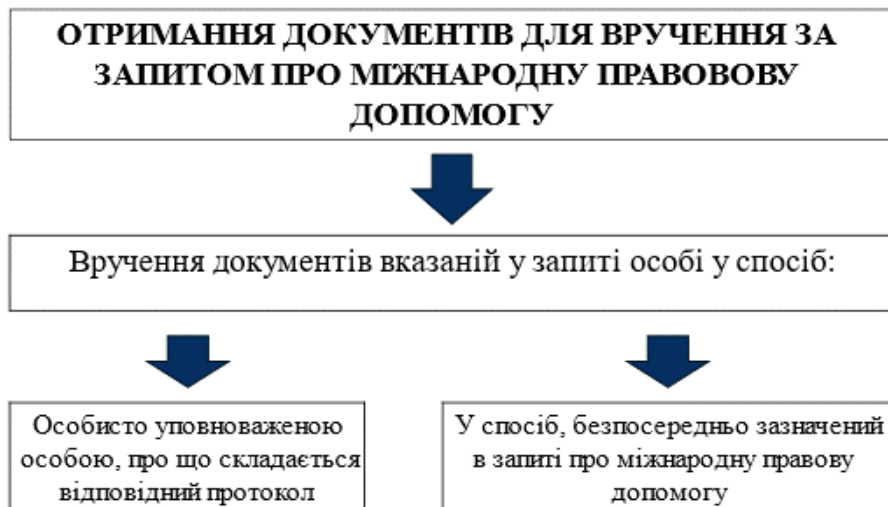 ОТРИМАННЯ ДОКУМЕНТІВ ДЛЯ ВРУЧЕННЯ ЗА
ЗАПИТОМ ПРО МІЖНАРОДНУ ПРАВОВОВУ
ДОПОМОГУ
Вручення документів вказаній у запиті особі у спосіб:
Особисто уповноваженою
особою, про що складається
відповідний протокол
У спосіб, безпосередньо зазначений
в запиті про міжнародну правову
допомогу